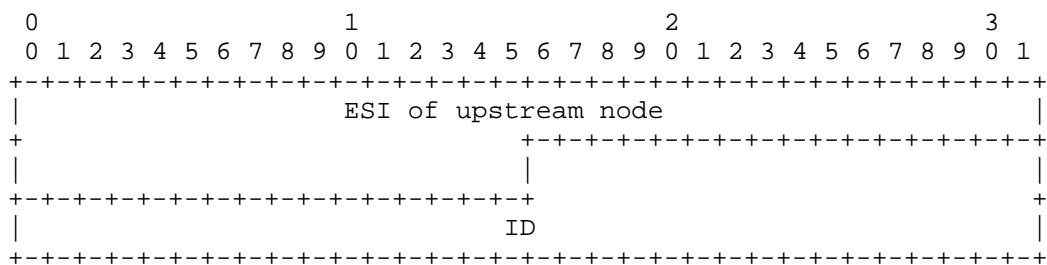 0                   1                   2                   3
 0 1 2 3 4 5 6 7 8 9 0 1 2 3 4 5 6 7 8 9 0 1 2 3 4 5 6 7 8 9 0 1
+-+-+-+-+-+-+-+-+-+-+-+-+-+-+-+-+-+-+-+-+-+-+-+-+-+-+-+-+-+-+-+-+
|                    ESI of upstream node                       |
+                               +-+-+-+-+-+-+-+-+-+-+-+-+-+-+-+-+
|                               |                               |
+-+-+-+-+-+-+-+-+-+-+-+-+-+-+-+-+                               +
|                              ID                               |
+-+-+-+-+-+-+-+-+-+-+-+-+-+-+-+-+-+-+-+-+-+-+-+-+-+-+-+-+-+-+-+-+